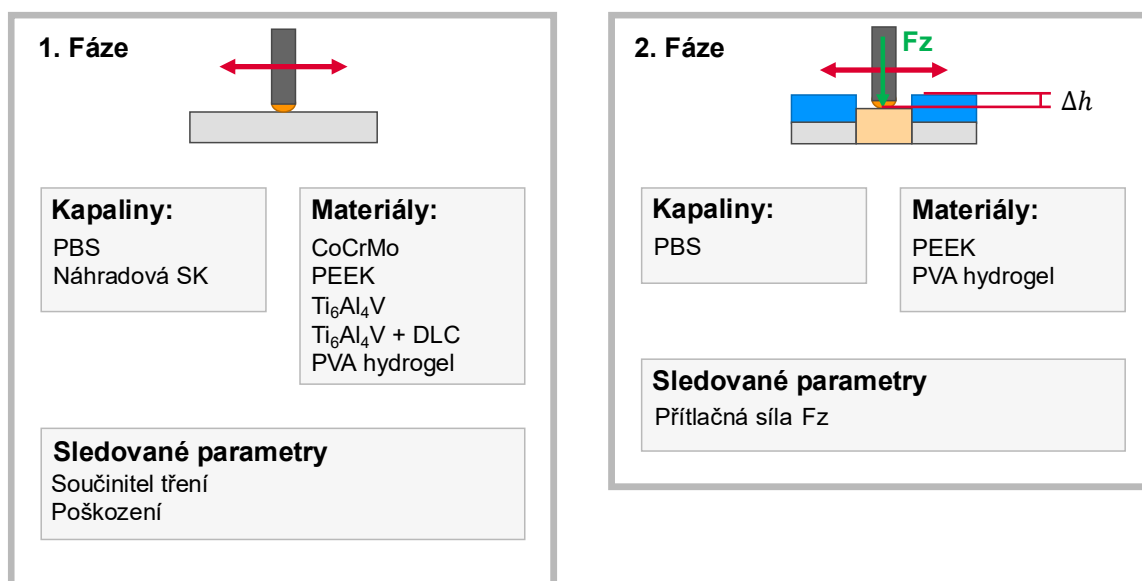 1. Fáze
Kapaliny:
PBS
Náhradová SK
Materiály:
CoCrMo
PEEK
Ti₆Al₄V
Ti₆Al₄V + DLC
PVA hydrogel
Sledované parametry
Součinitel tření
Poškození
2. Fáze
Fz
Δh
Kapaliny:
PBS
Materiály:
PEEK
PVA hydrogel
Sledované parametry
Přítlačná síla Fz